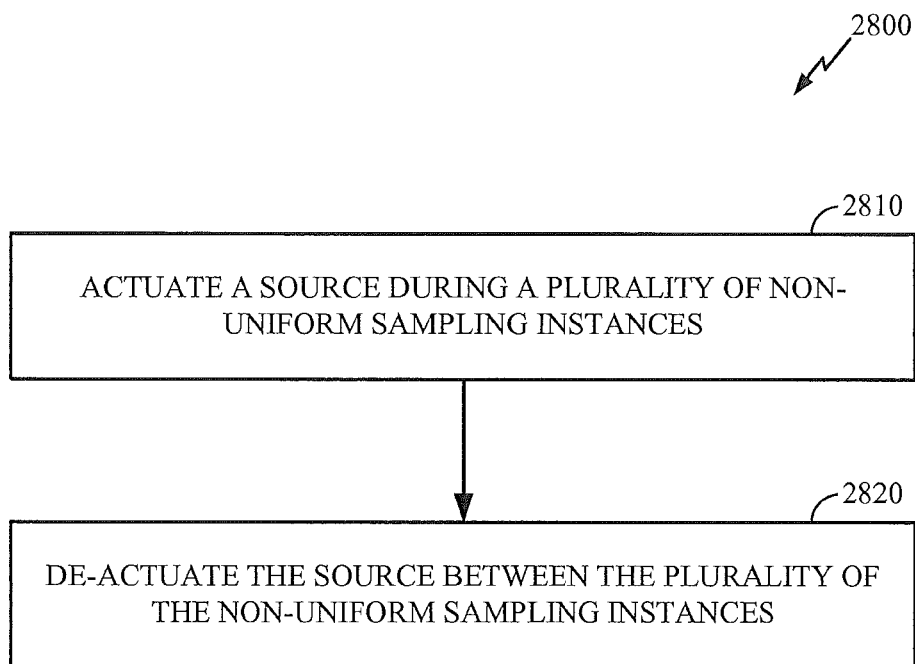 2800
2810
ACTUATE A SOURCE DURING A PLURALITY OF NON-
UNIFORM SAMPLING INSTANCES
2820
DE-ACTUATE THE SOURCE BETWEEN THE PLURALITY OF
THE NON-UNIFORM SAMPLING INSTANCES